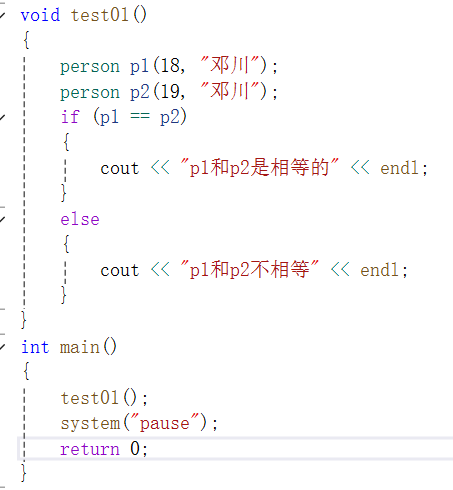 void test01()
{
person p1(18, "邓川");
person p2(19, "邓川");
if (p1 == p2)
{
cout << "p1和p2是相等的" << endl;
}
else
{
cout << "p1和p2不相等" << endl;
}
}
int main()
{
test01();
system("pause");
return 0;
}